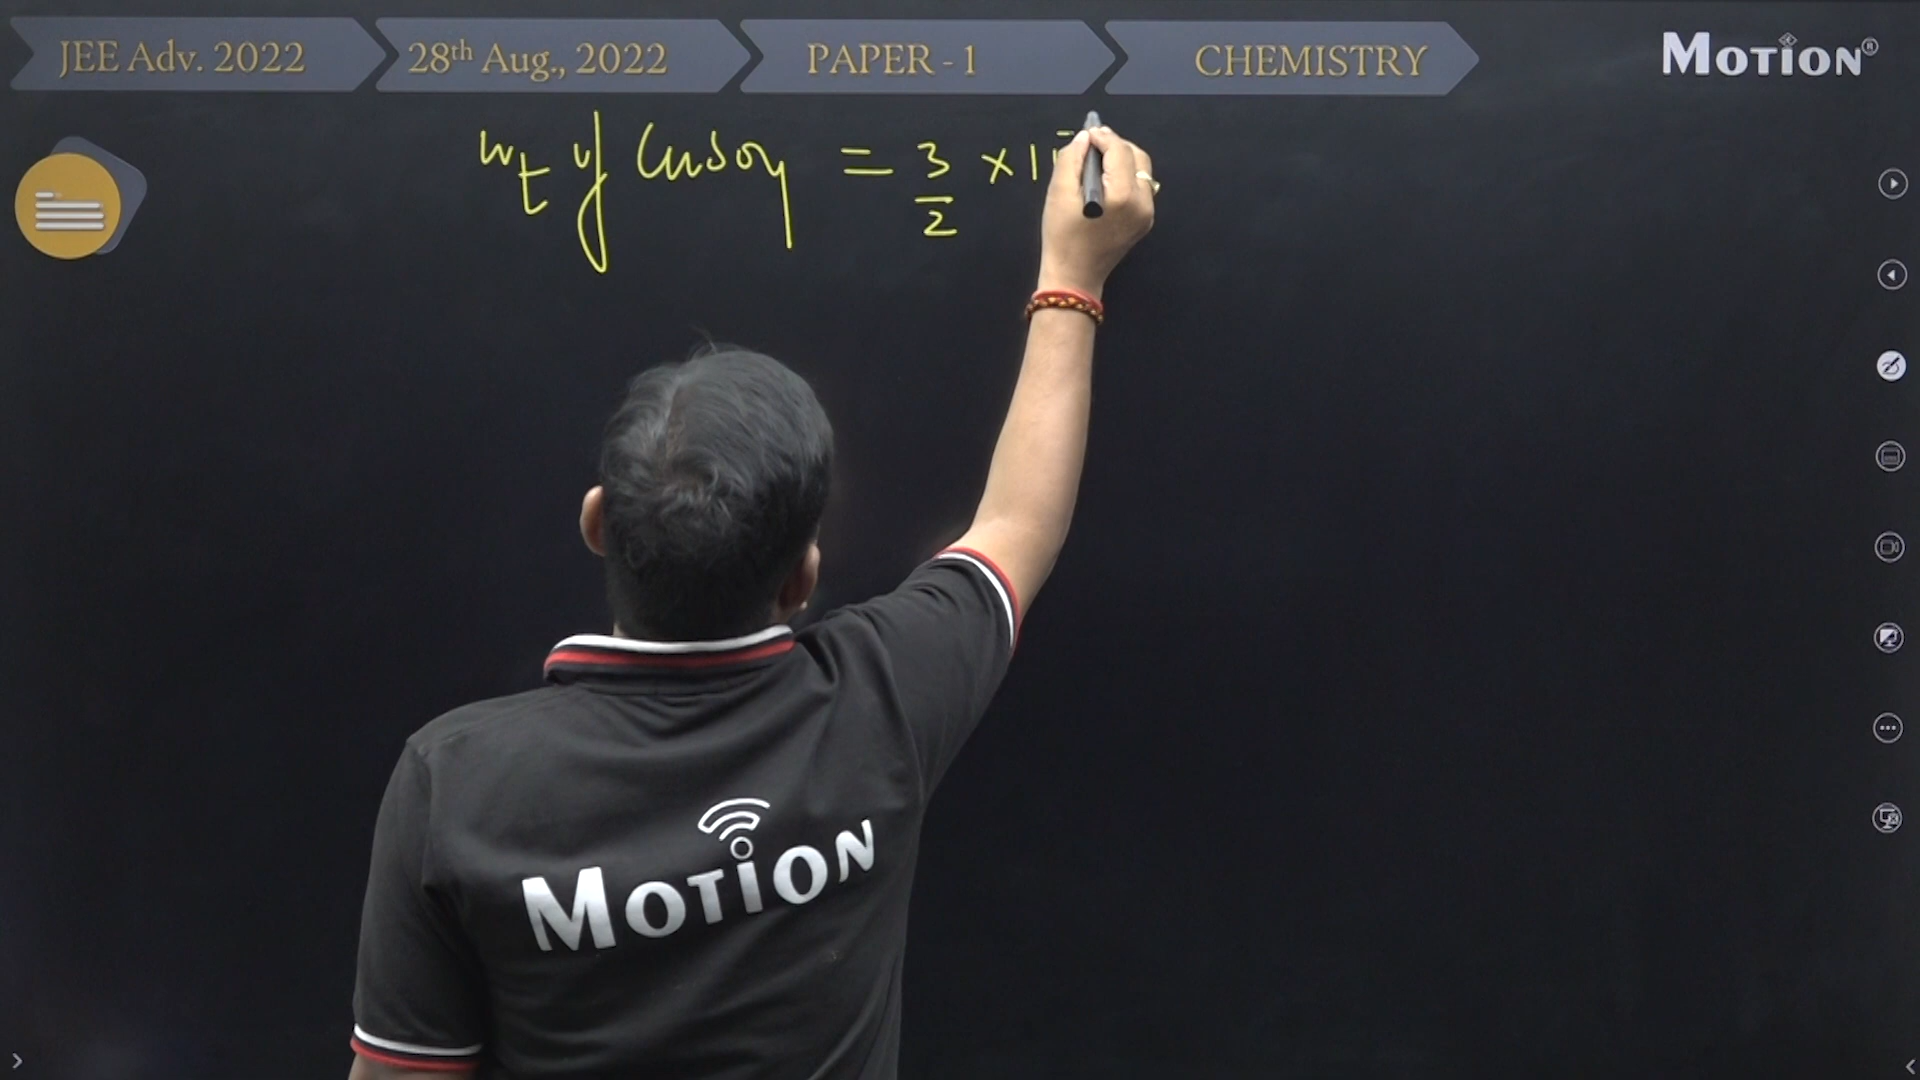 JEE Adv. 2022 28th Aug., 2022 PAPER - 1 CHEMISTRY MOTION®
wt of CuSO4 = 3/2 × 1
MOTION